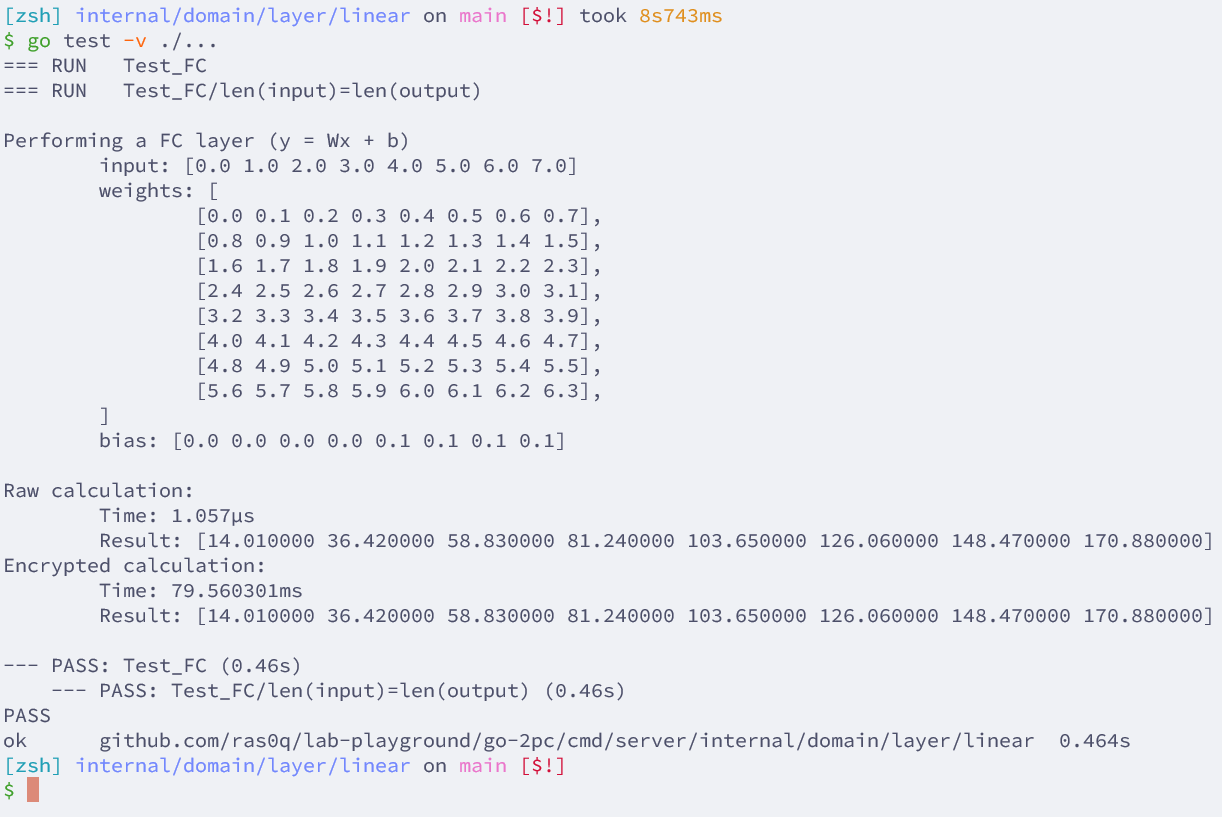 [zsh] internal/domain/layer/linear on main [$!] took 8s743ms
$ go test -v ./...
=== RUN   Test_FC
=== RUN   Test_FC/len(input)=len(output)

Performing a FC layer (y = Wx + b)
        input: [0.0 1.0 2.0 3.0 4.0 5.0 6.0 7.0]
        weights: [
                [0.0 0.1 0.2 0.3 0.4 0.5 0.6 0.7],
                [0.8 0.9 1.0 1.1 1.2 1.3 1.4 1.5],
                [1.6 1.7 1.8 1.9 2.0 2.1 2.2 2.3],
                [2.4 2.5 2.6 2.7 2.8 2.9 3.0 3.1],
                [3.2 3.3 3.4 3.5 3.6 3.7 3.8 3.9],
                [4.0 4.1 4.2 4.3 4.4 4.5 4.6 4.7],
                [4.8 4.9 5.0 5.1 5.2 5.3 5.4 5.5],
                [5.6 5.7 5.8 5.9 6.0 6.1 6.2 6.3],
        ]
        bias: [0.0 0.0 0.0 0.0 0.1 0.1 0.1 0.1]

Raw calculation:
        Time: 1.057µs
        Result: [14.010000 36.420000 58.830000 81.240000 103.650000 126.060000 148.470000 170.880000]
Encrypted calculation:
        Time: 79.560301ms
        Result: [14.010000 36.420000 58.830000 81.240000 103.650000 126.060000 148.470000 170.880000]

--- PASS: Test_FC (0.46s)
    --- PASS: Test_FC/len(input)=len(output) (0.46s)
PASS
ok      github.com/ras0q/lab-playground/go-2pc/cmd/server/internal/domain/layer/linear  0.464s
[zsh] internal/domain/layer/linear on main [$!]
$